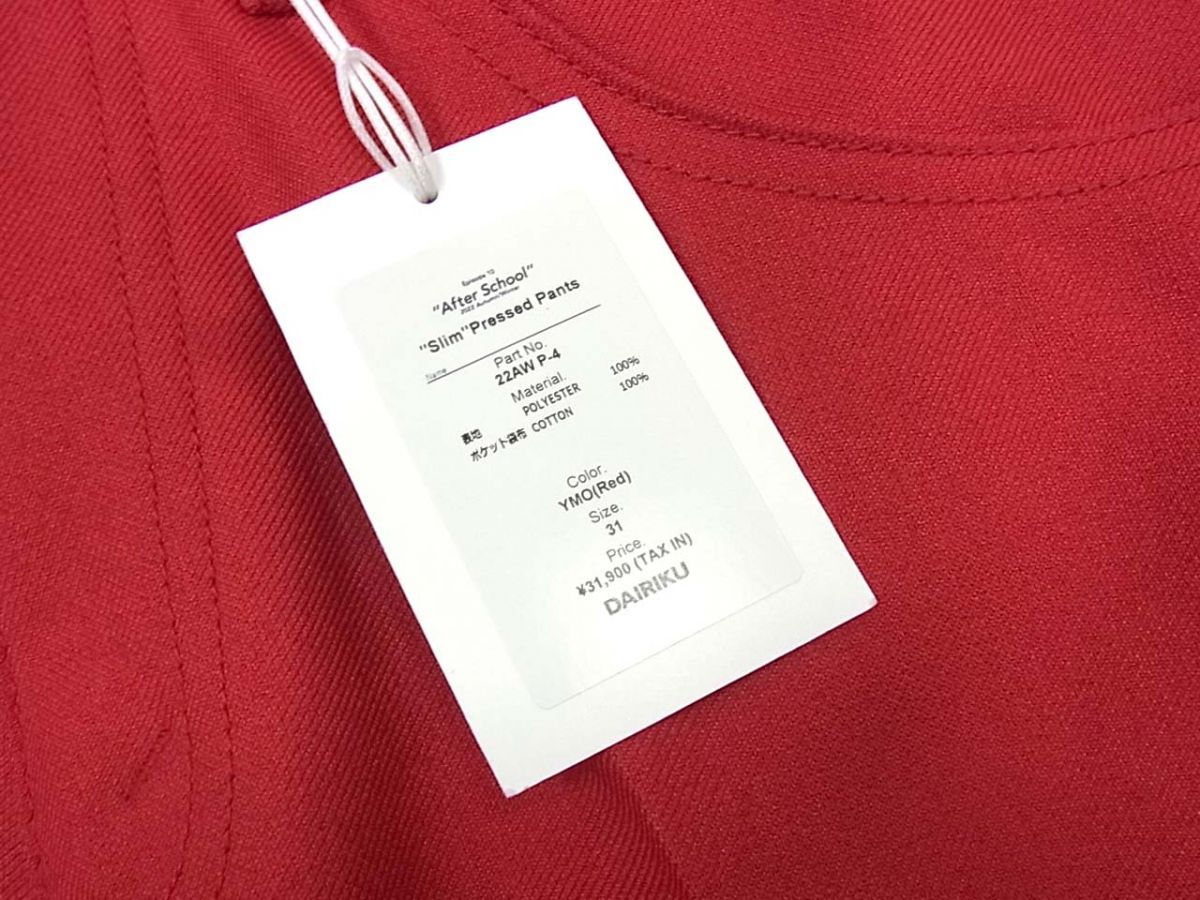 Episode 10
"After School"
2022 Autumn/Winter
"Slim"Pressed Pants
Name
Part No.
22AW P-4
Material.
表地 POLYESTER 100%
ポケット袋布 COTTON 100%
Color.
YMO(Red)
Size.
31
Price.
¥31,900 (TAX IN)
DAIRIKU